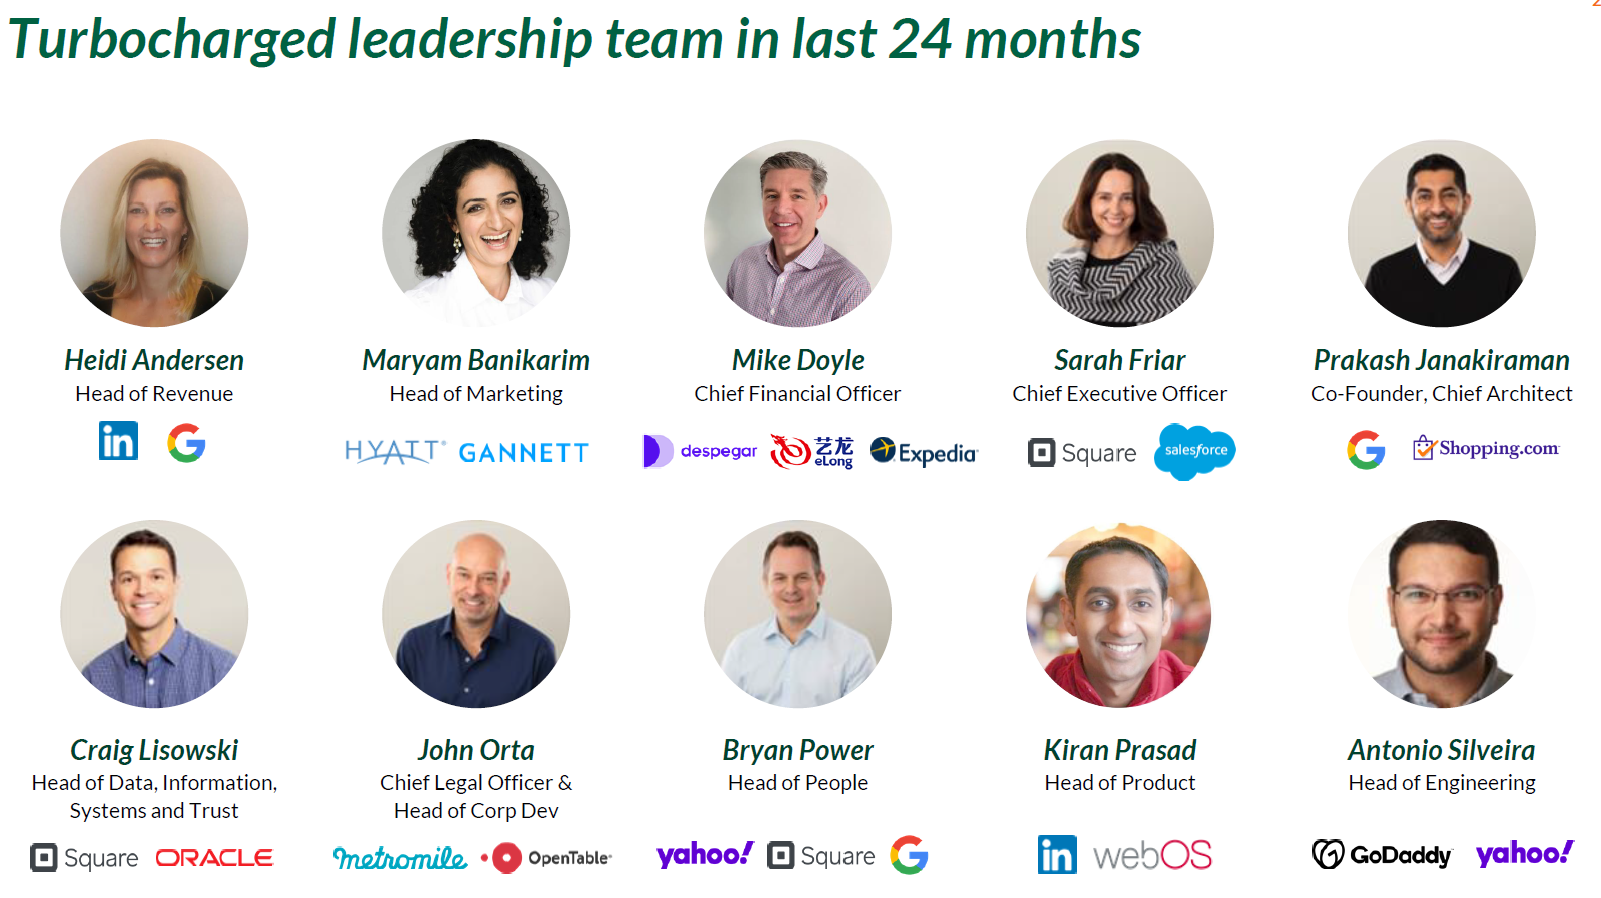 Turbocharged leadership team in last 24 months
Heidi Andersen
Head of Revenue
in
G
Maryam Banikarim
Head of Marketing
HYATT®
GANNETT
Mike Doyle
Chief Financial Officer
despegar
艺龙
eLong
Expedia
Sarah Friar
Chief Executive Officer
Square
salesforce
Prakash Janakiraman
Co-Founder, Chief Architect
G
Shopping.com
Craig Lisowski
Head of Data, Information,
Systems and Trust
Square
ORACLE
John Orta
Chief Legal Officer &
Head of Corp Dev
metromile
OpenTable
Bryan Power
Head of People
yahoo!
Square
G
Kiran Prasad
Head of Product
in
webOS
Antonio Silveira
Head of Engineering
GoDaddy
yahoo!